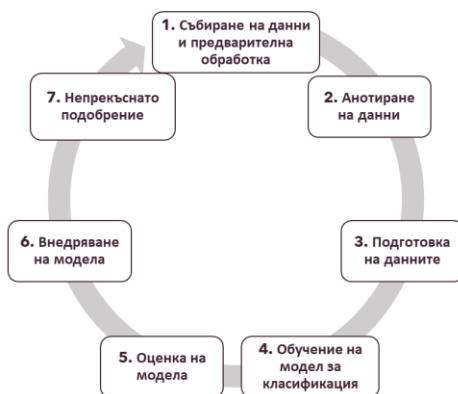 1. Събиране на данни
и предварителна
обработка
2. Анотиране
на данни
3. Подготовка
на данните
4. Обучение на
модел за
класификация
5. Оценка на
модела
6. Внедряване
на модела
7. Непрекъснато
подобрение